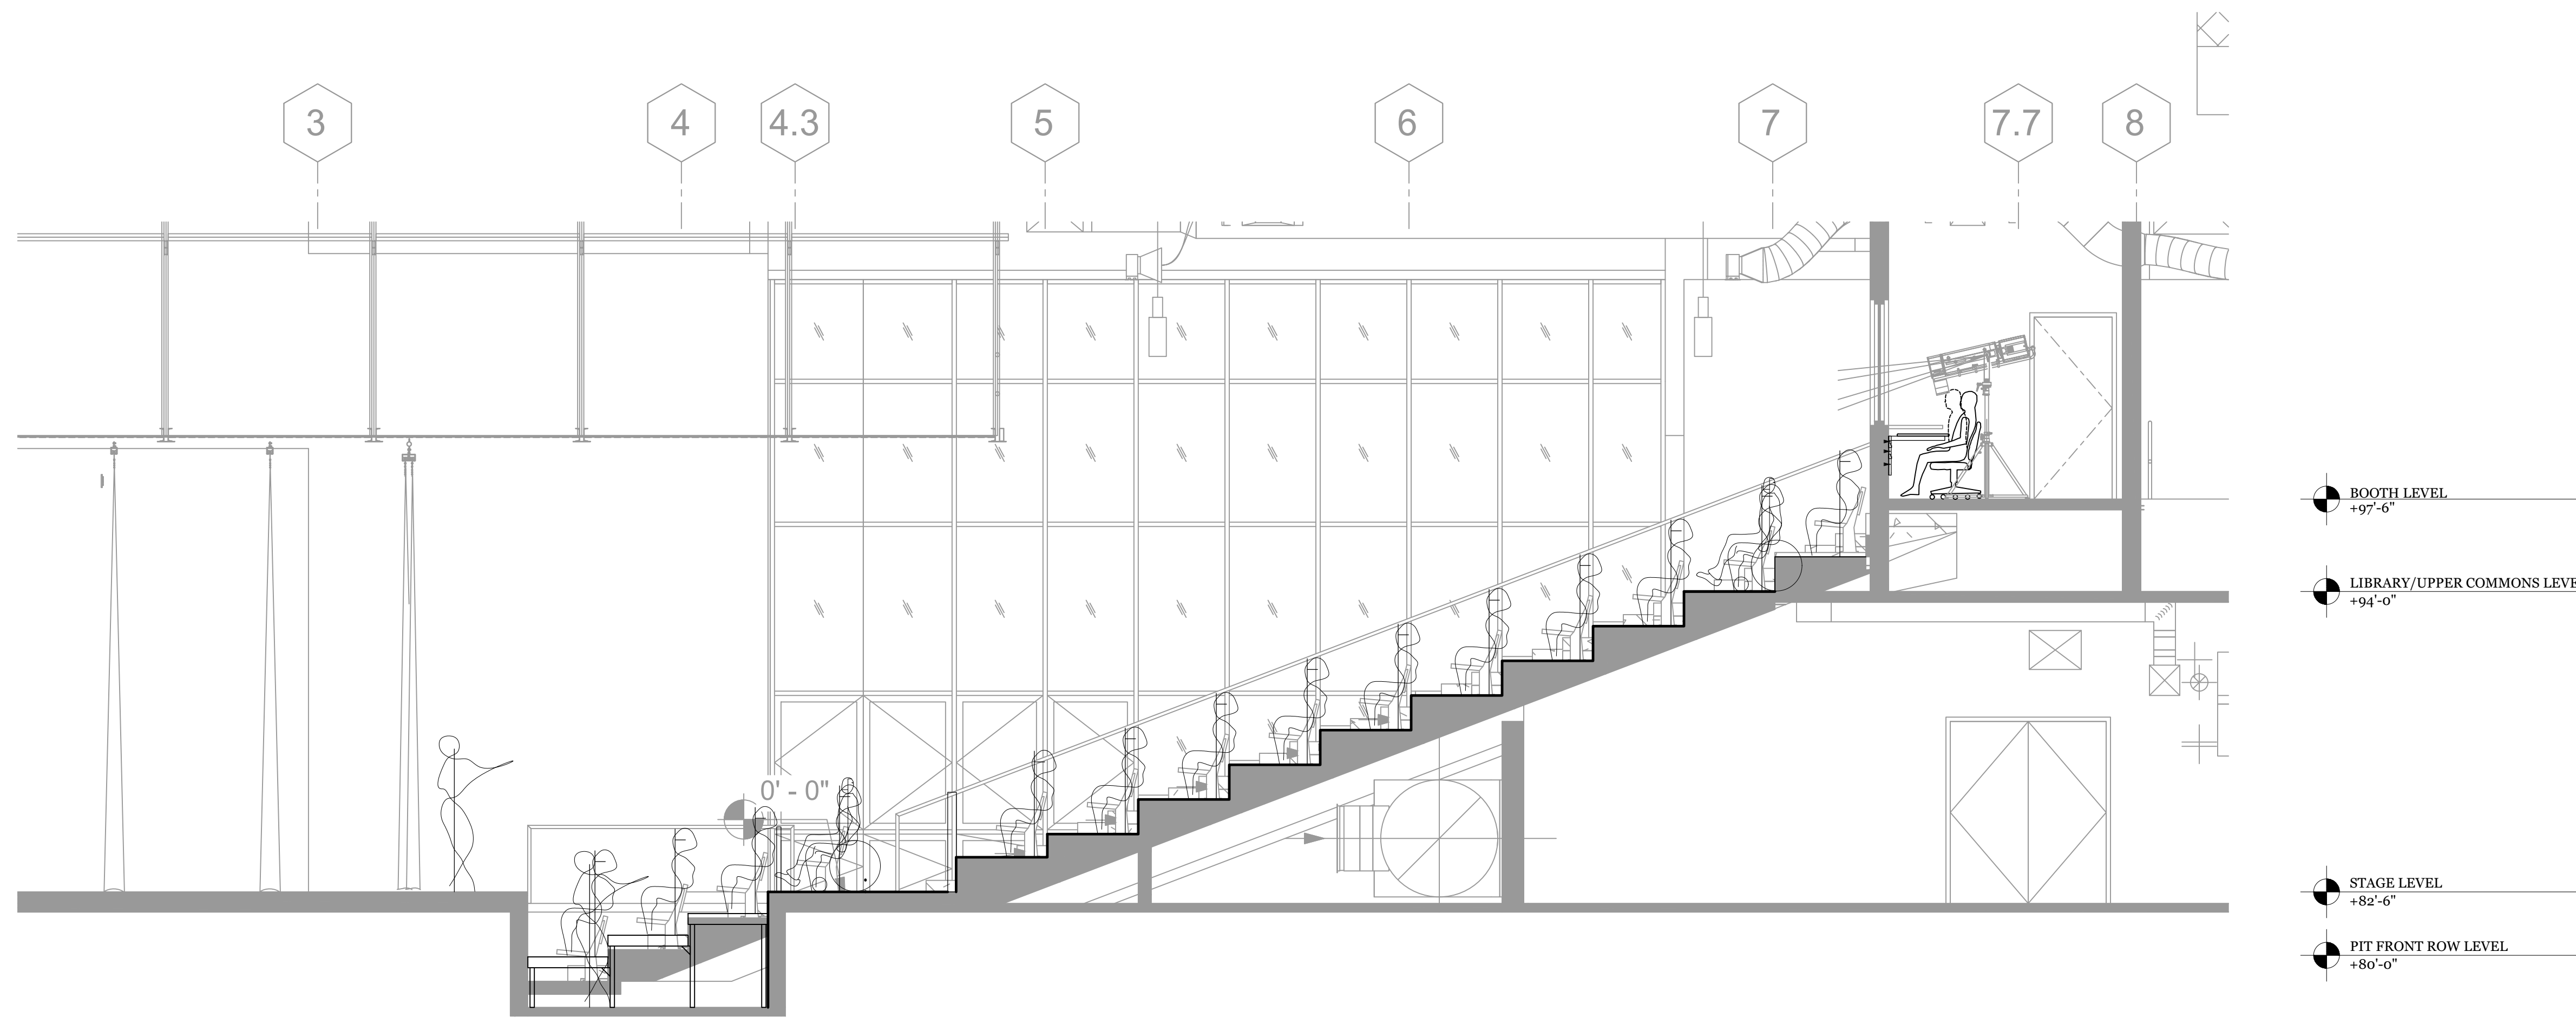 3
4
4.3
5
6
7
7.7
8
0' - 0"
BOOTH LEVEL
+97'-6"
LIBRARY/UPPER COMMONS LEVE
+94'-0"
STAGE LEVEL
+82'-6"
PIT FRONT ROW LEVEL
+80'-0"